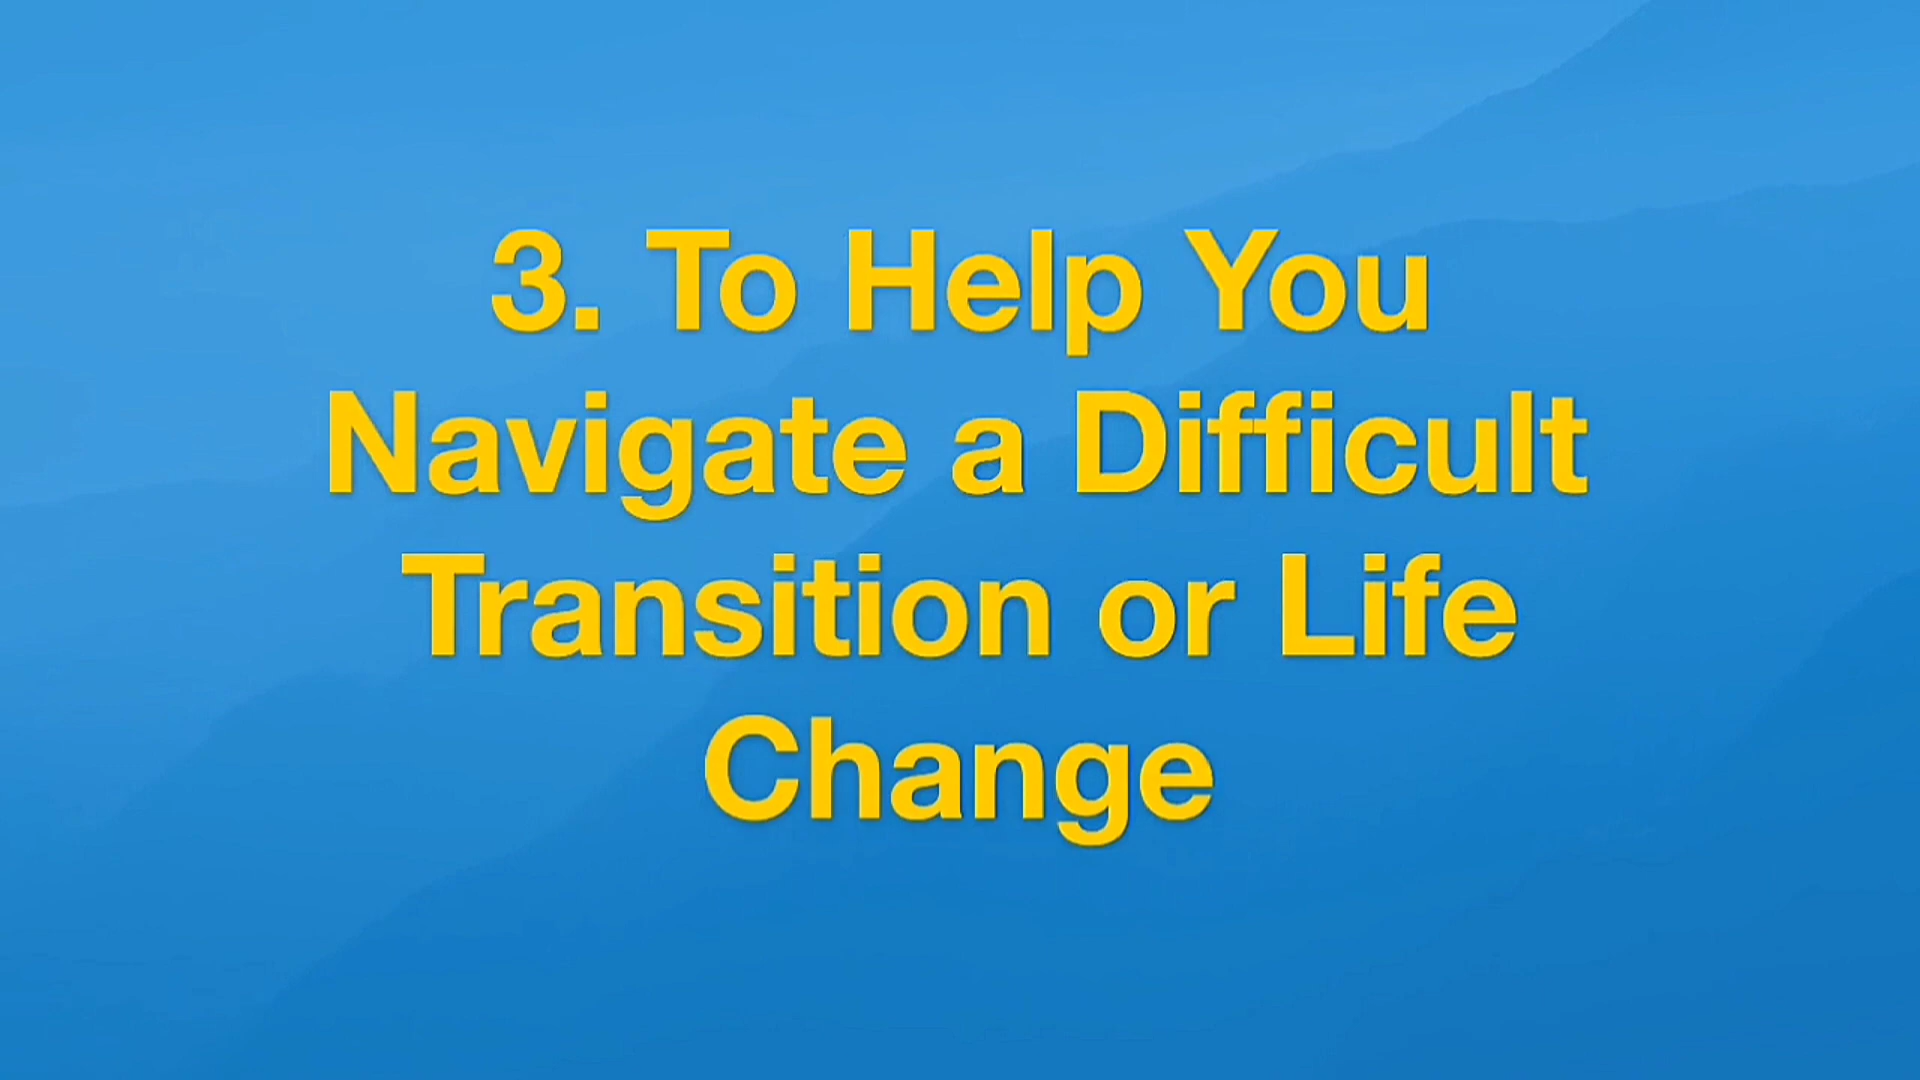 3. To Help You
Navigate a Difficult
Transition or Life
Change